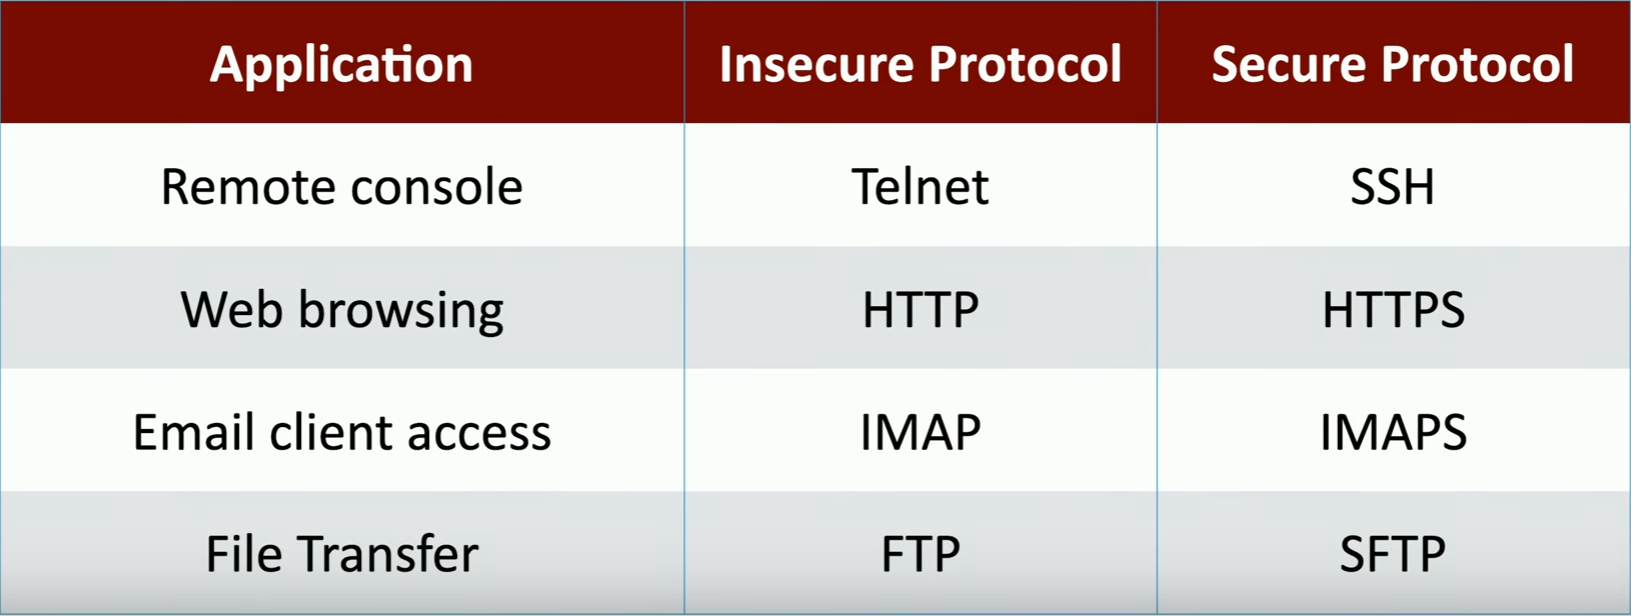 Application Insecure Protocol Secure Protocol
Remote console Telnet SSH
Web browsing HTTP HTTPS
Email client access IMAP IMAPS
File Transfer FTP SFTP